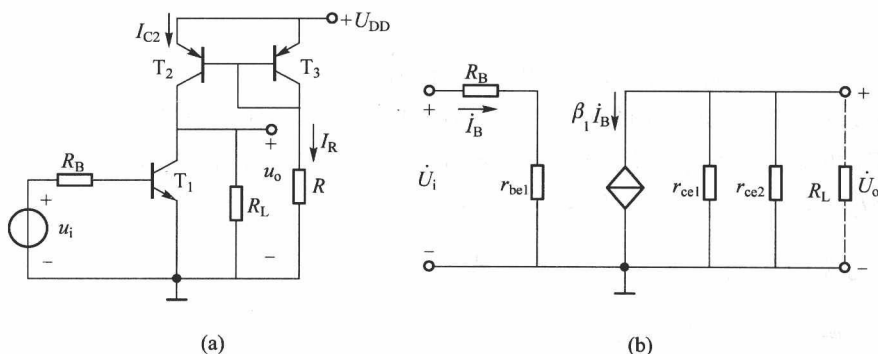 +U_DD
I_C2
T_2
T_3
I_R
R_B
T_1
+
u_o
R
R_L
+
u_i
−
−
(a)
R_B
+
İ_B
U̇_i
r_be1
−
β_1 İ_B
r_ce1
r_ce2
R_L
+
U̇_o
−
(b)